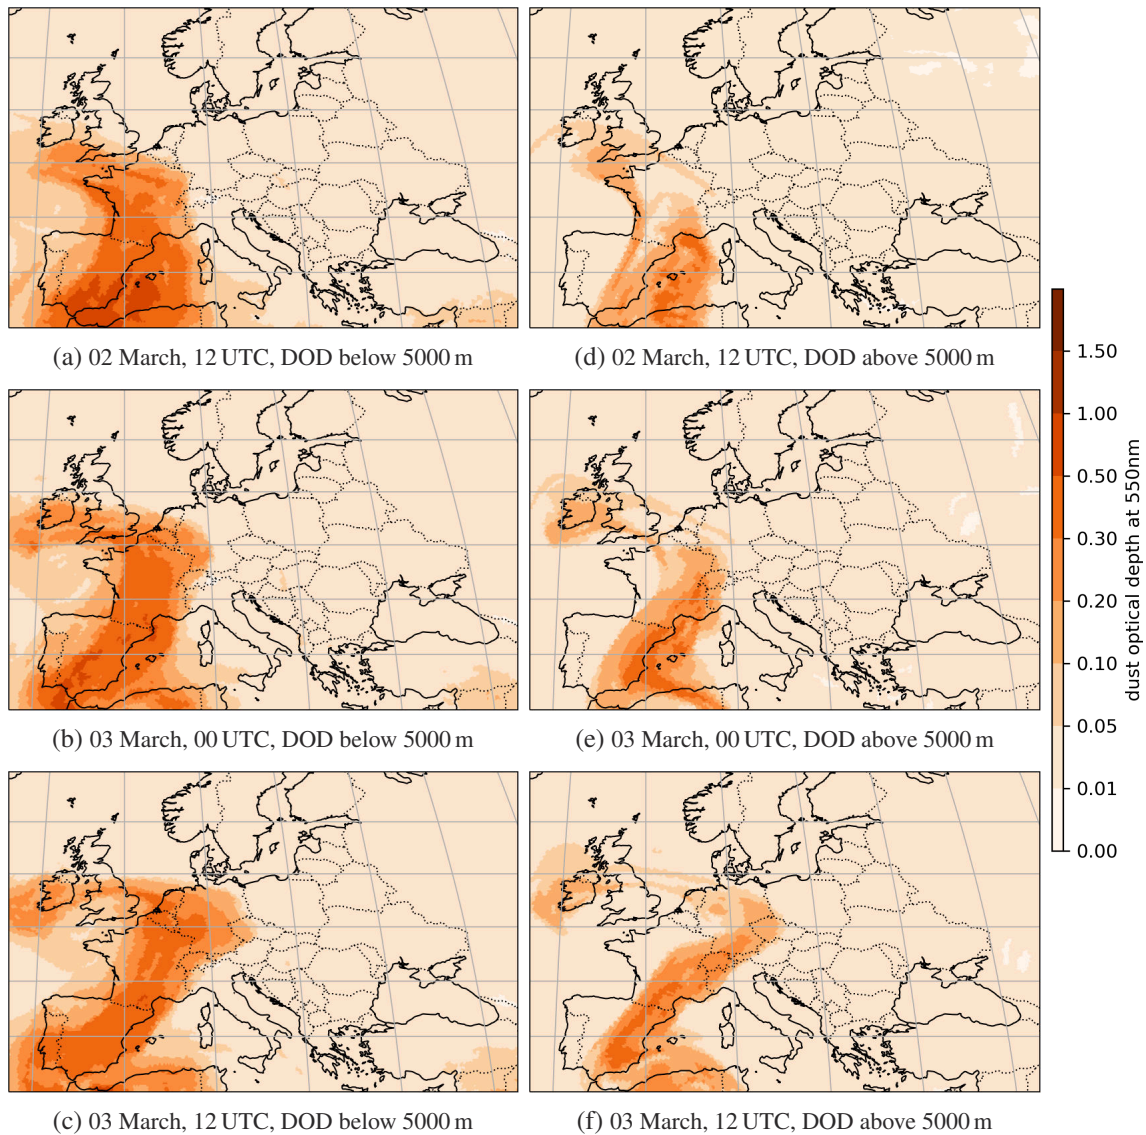 (a) 02 March, 12 UTC, DOD below 5000 m
(d) 02 March, 12 UTC, DOD above 5000 m
(b) 03 March, 00 UTC, DOD below 5000 m
(e) 03 March, 00 UTC, DOD above 5000 m
(c) 03 March, 12 UTC, DOD below 5000 m
(f) 03 March, 12 UTC, DOD above 5000 m
1.50
1.00
0.50
0.30
0.20
0.10
0.05
0.01
0.00
dust optical depth at 550nm